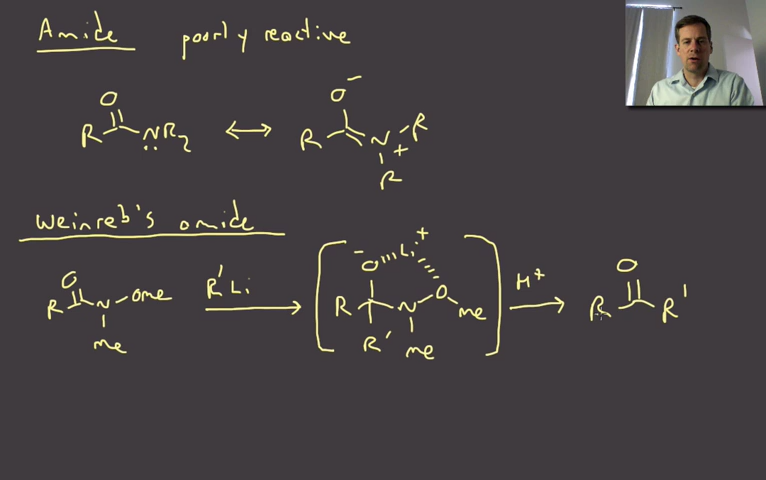 Amide poorly reactive
O O⁻
R NR₂ ↔ R N⁺ R
R
Weinreb's amide
O R N OMe Me R'Li [ ⁻O Li⁺ R N O Me R' Me ] H⁺ O R R'